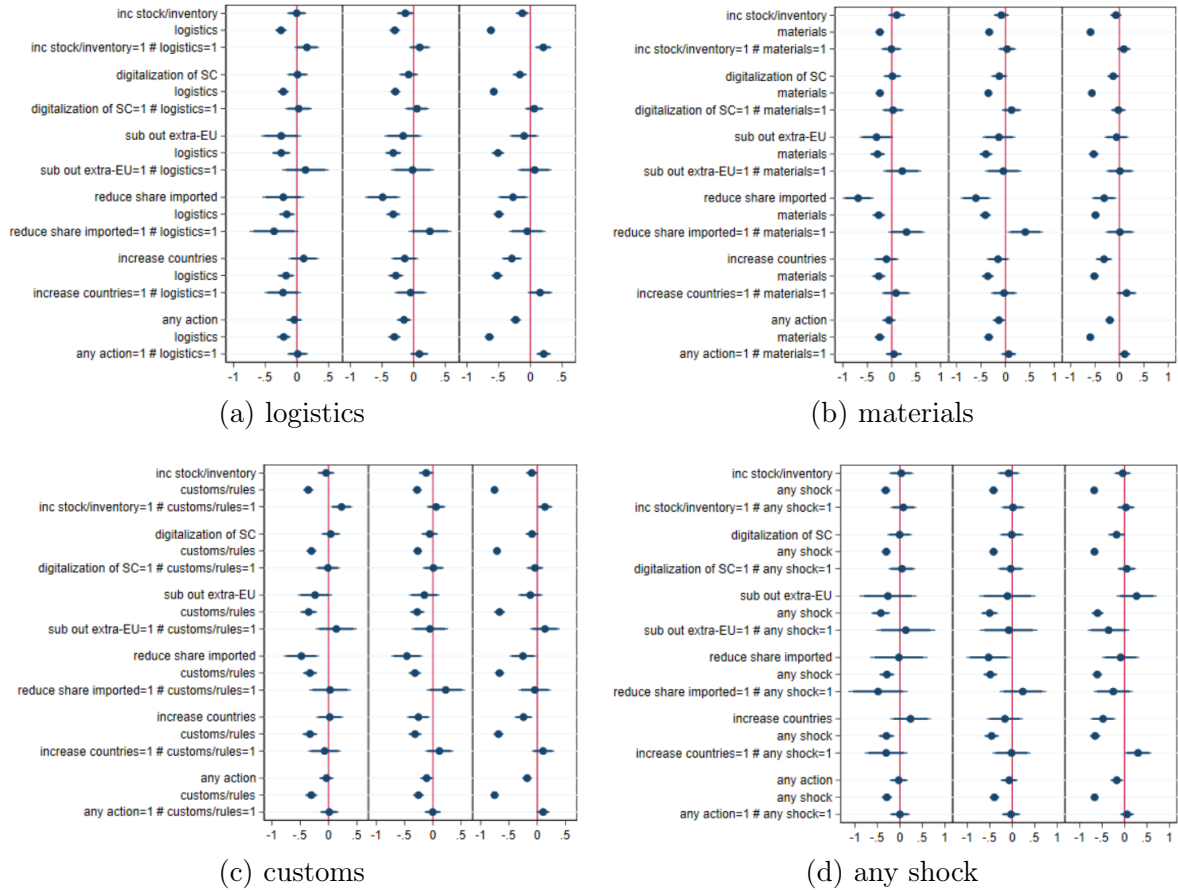 inc stock/inventory
logistics
inc stock/inventory=1 # logistics=1
digitalization of SC
logistics
digitalization of SC=1 # logistics=1
sub out extra-EU
logistics
sub out extra-EU=1 # logistics=1
reduce share imported
logistics
reduce share imported=1 # logistics=1
increase countries
logistics
increase countries=1 # logistics=1
any action
logistics
any action=1 # logistics=1
-1 -.5 0 .5 -1 -.5 0 .5 -1 -.5 0 .5
(a) logistics
inc stock/inventory
materials
inc stock/inventory=1 # materials=1
digitalization of SC
materials
digitalization of SC=1 # materials=1
sub out extra-EU
materials
sub out extra-EU=1 # materials=1
reduce share imported
materials
reduce share imported=1 # materials=1
increase countries
materials
increase countries=1 # materials=1
any action
materials
any action=1 # materials=1
-1 -.5 0 .5 1 -1 -.5 0 .5 1 -1 -.5 0 .5 1
(b) materials
inc stock/inventory
customs/rules
inc stock/inventory=1 # customs/rules=1
digitalization of SC
customs/rules
digitalization of SC=1 # customs/rules=1
sub out extra-EU
customs/rules
sub out extra-EU=1 # customs/rules=1
reduce share imported
customs/rules
reduce share imported=1 # customs/rules=1
increase countries
customs/rules
increase countries=1 # customs/rules=1
any action
customs/rules
any action=1 # customs/rules=1
-1 -.5 0 .5 -1 -.5 0 .5 -1 -.5 0 .5
(c) customs
inc stock/inventory
any shock
inc stock/inventory=1 # any shock=1
digitalization of SC
any shock
digitalization of SC=1 # any shock=1
sub out extra-EU
any shock
sub out extra-EU=1 # any shock=1
reduce share imported
any shock
reduce share imported=1 # any shock=1
increase countries
any shock
increase countries=1 # any shock=1
any action
any shock
any action=1 # any shock=1
-1 -.5 0 .5 1 -1 -.5 0 .5 1 -1 -.5 0 .5 1
(d) any shock